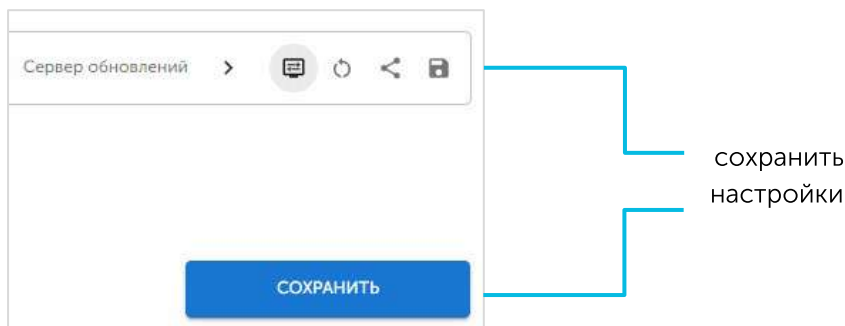 Сервер обновлений
сохранить
настройки
СОХРАНИТЬ